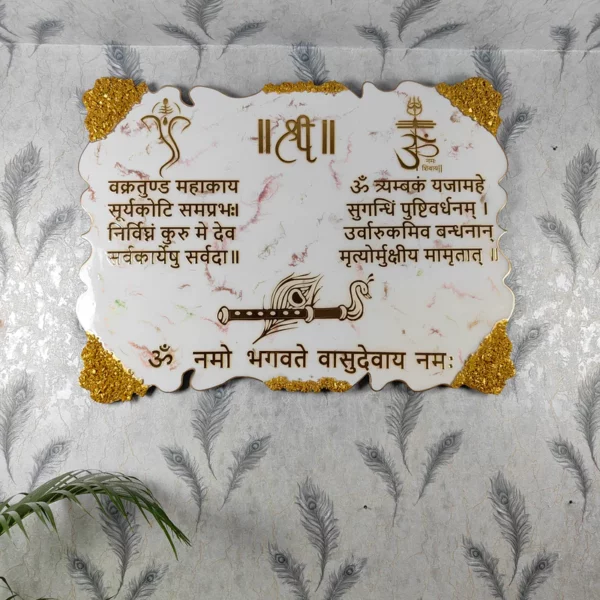 ॥श्री॥
ॐ
नमः
शिवाय॥
वक्रतुण्ड महाकाय
सूर्यकोटि समप्रभः।
निर्विघ्नं कुरु मे देव
सर्वकार्येषु सर्वदा॥
ॐ त्र्यम्बकं यजामहे
सुगन्धिं पुष्टिवर्धनम् ।
उर्वारुकमिव बन्धनान्
मृत्योर्मुक्षीय मामृतात् ॥
ॐ नमो भगवते वासुदेवाय नमः